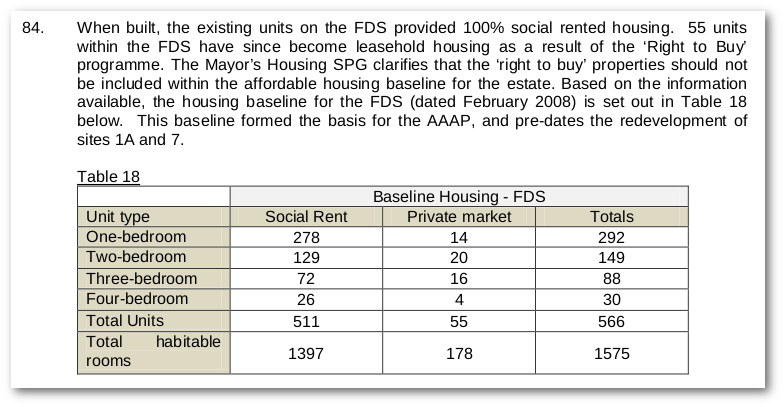 84. When built, the existing units on the FDS provided 100% social rented housing. 55 units
within the FDS have since become leasehold housing as a result of the ‘Right to Buy’
programme. The Mayor’s Housing SPG clarifies that the ‘right to buy’ properties should not
be included within the affordable housing baseline for the estate. Based on the information
available, the housing baseline for the FDS (dated February 2008) is set out in Table 18
below. This baseline formed the basis for the AAAP, and pre-dates the redevelopment of
sites 1A and 7.
Table 18
Baseline Housing - FDS
Unit type Social Rent Private market Totals
One-bedroom 278 14 292
Two-bedroom 129 20 149
Three-bedroom 72 16 88
Four-bedroom 26 4 30
Total Units 511 55 566
Total habitable
rooms 1397 178 1575